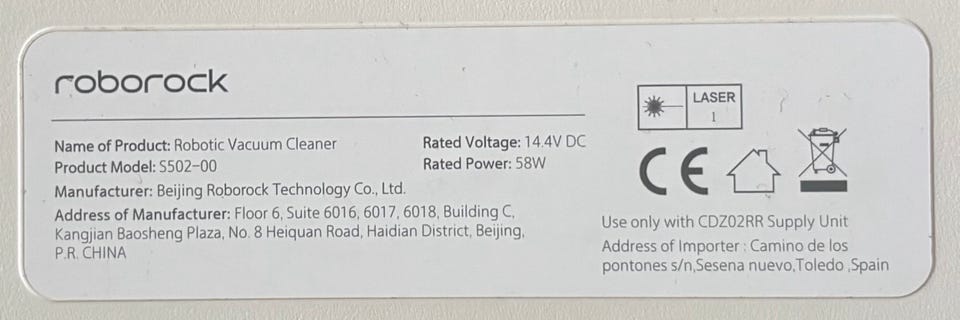 roborock
Name of Product: Robotic Vacuum Cleaner
Product Model: S502-00
Rated Voltage: 14.4V DC
Rated Power: 58W
Manufacturer: Beijing Roborock Technology Co., Ltd.
Address of Manufacturer: Floor 6, Suite 6016, 6017, 6018, Building C,
Kangjian Baosheng Plaza, No. 8 Heiquan Road, Haidian District, Beijing,
P.R. CHINA
LASER
1
CE
Use only with CDZ02RR Supply Unit
Address of Importer : Camino de los
pontones s/n,Sesena nuevo,Toledo ,Spain